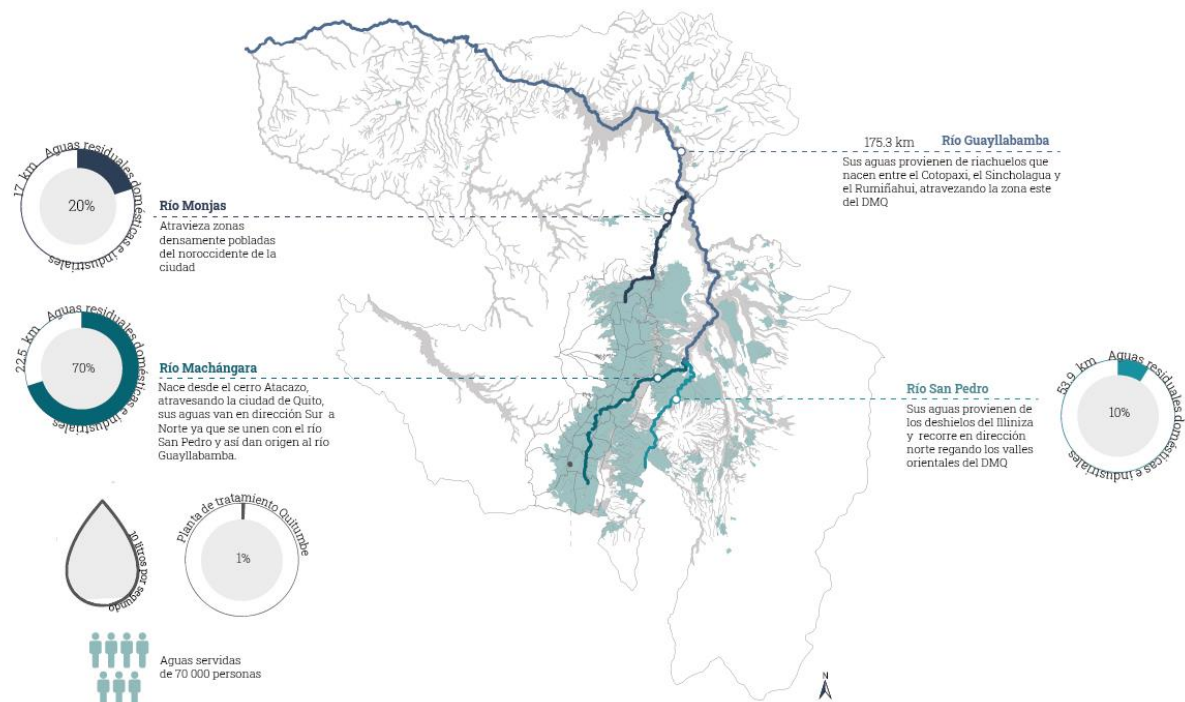 17 km
Aguas residuales domésticas e industriales
20%
Río Monjas
Atravieza zonas
densamente pobladas
del noroccidente de la
ciudad
175.3 km
Río Guayllabamba
Sus aguas provienen de riachuelos que
nacen entre el Cotopaxi, el Sincholagua y
el Rumiñahui, atravezando la zona este
del DMQ
22.5 km
Aguas residuales domésticas e industriales
70%
Río Machángara
Nace desde el cerro Atacazo,
atravesando la ciudad de Quito,
sus aguas van en dirección Sur a
Norte ya que se unen con el río
San Pedro y así dan origen al río
Guayllabamba.
Río San Pedro
Sus aguas provienen de
los deshielos del Illiniza
y recorre en dirección
norte regando los valles
orientales del DMQ
53.9 km
Aguas residuales domésticas e industriales
10%
10 litros por segundo
Planta de tratamiento Quitumbe
1%
Aguas servidas
de 70 000 personas
N